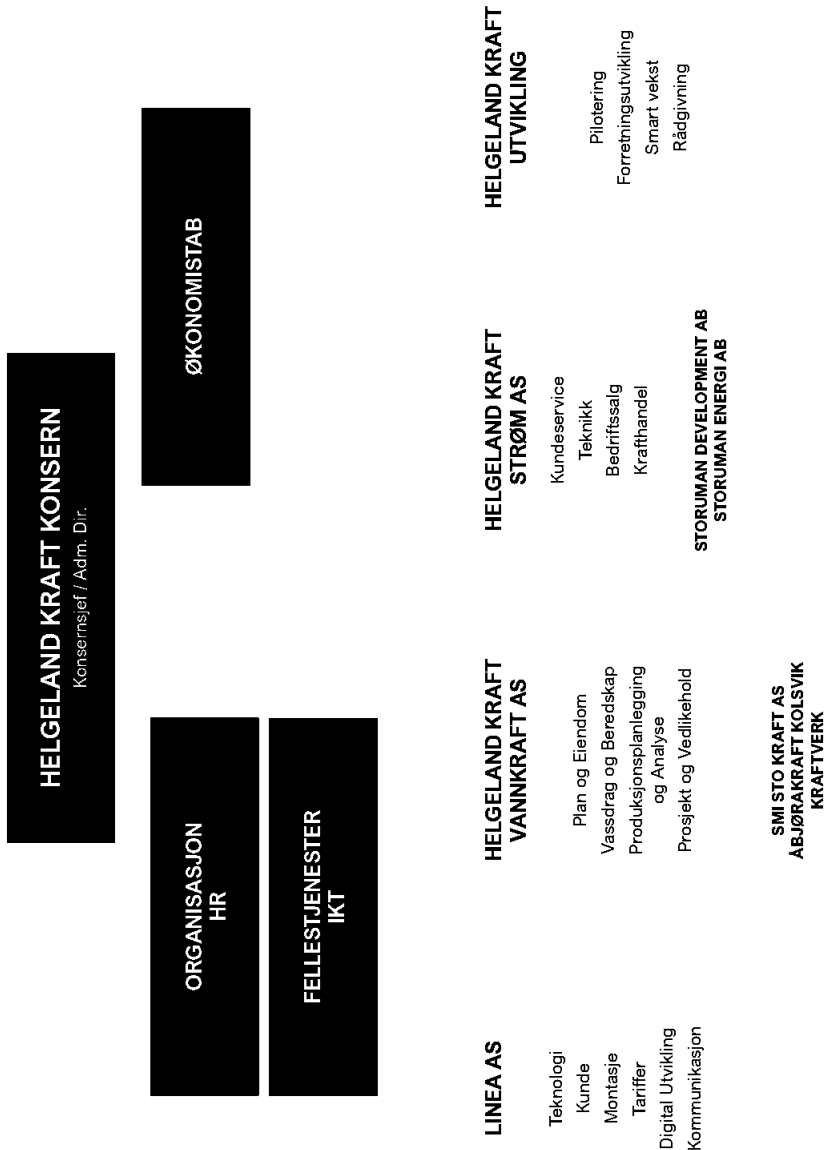 HELGELAND KRAFT KONSERN
Konsernsjef / Adm. Dir.
ORGANISASJON
HR
ØKONOMISTAB
FELLESTJENESTER
IKT
LINEA AS
Teknologi
Kunde
Montasje
Tariffer
Digital Utvikling
Kommunikasjon
HELGELAND KRAFT
VANNKRAFT AS
Plan og Eiendom
Vassdrag og Beredskap
Produksjonsplanlegging
og Analyse
Prosjekt og Vedlikehold
SMISTO KRAFT AS
ÅBJØRAKRAFT KOLSVIK
KRAFTVERK
HELGELAND KRAFT
STRØM AS
Kundeservice
Teknikk
Bedriftssalg
Krafthandel
STORUMAN DEVELOPMENT AB
STORUMAN ENERGI AB
HELGELAND KRAFT
UTVIKLING
Pilotering
Forretningsutvikling
Smart vekst
Rådgivning